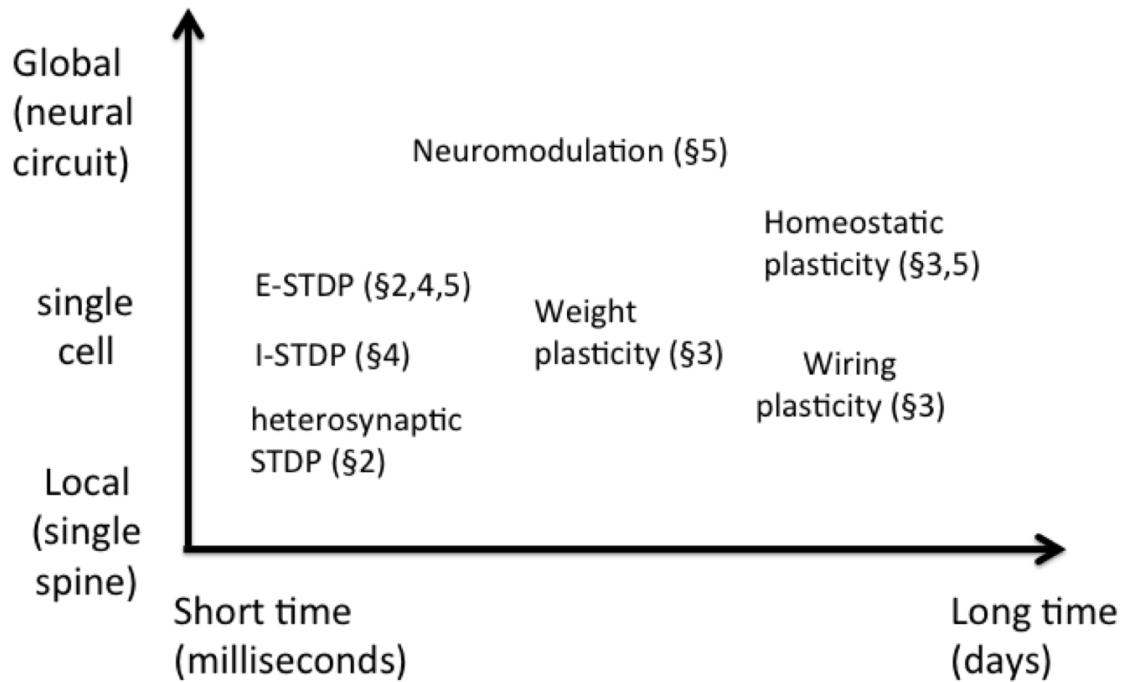 Global
(neural
circuit)
Neuromodulation (§5)
Homeostatic
plasticity (§3,5)
E-STDP (§2,4,5)
single
cell
Weight
plasticity (§3)
I-STDP (§4)
Wiring
plasticity (§3)
heterosynaptic
STDP (§2)
Local
(single
spine)
Short time
(milliseconds)
Long time
(days)